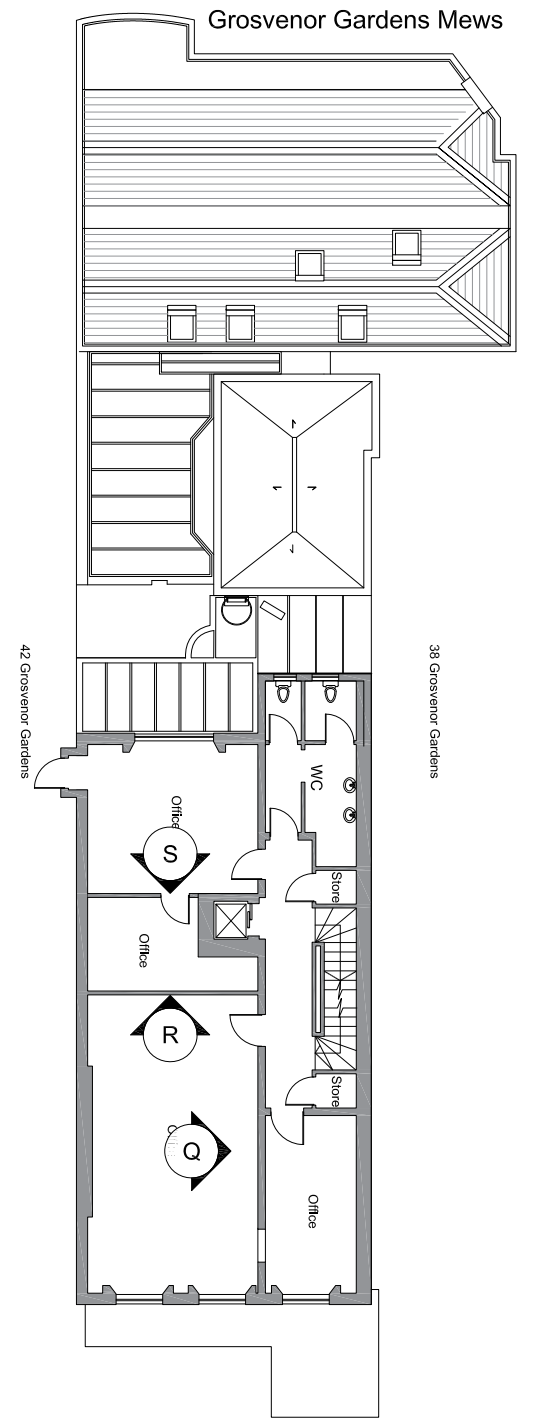 Grosvenor Gardens Mews
42 Grosvenor Gardens
38 Grosvenor Gardens
WC
Office
S
Store
Office
R
Store
Q
Office